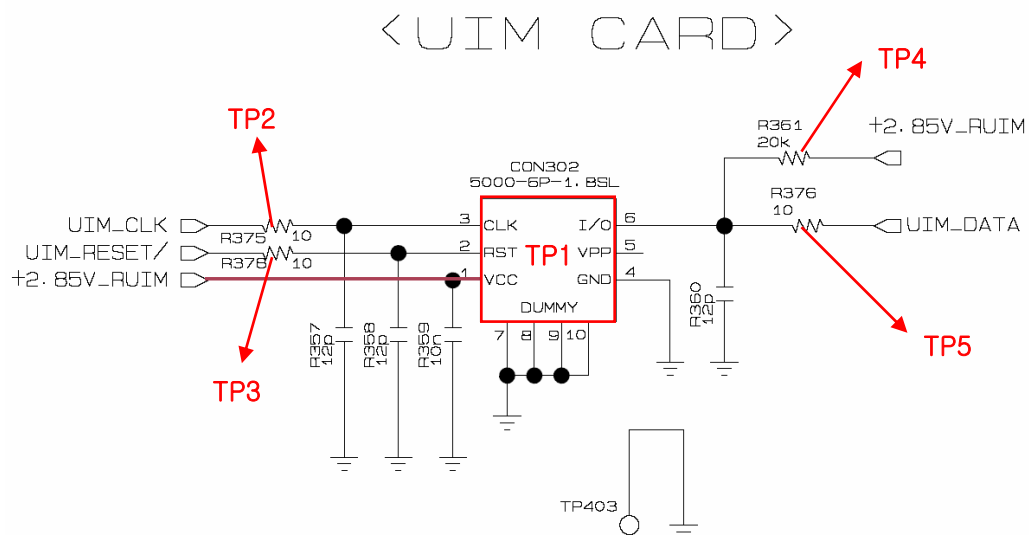 <UIM CARD>
TP4
TP2
R361
20k
+2.85V_RUIM
CON302
5000-6P-1.8SL
R376
10
UIM_CLK
R375
10
3
CLK
I/O
6
UIM_DATA
UIM_RESET/
R378
10
2
RST
TP1
VPP
5
+2.85V_RUIM
1
VCC
GND
4
DUMMY
R357
12p
R358
12p
R359
10n
7
8
9
10
R360
12p
TP3
TP5
TP403